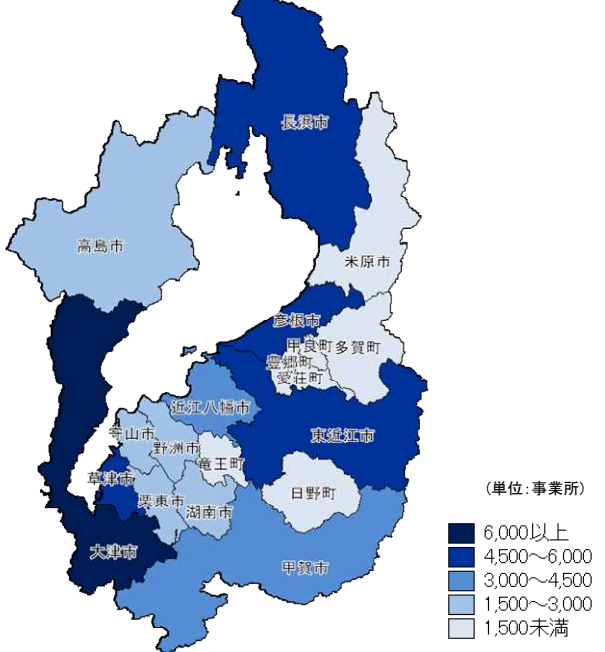 長浜市
高島市
米原市
彦根市
甲良町
多賀町
豊郷町
愛荘町
近江八幡市
守山市
野洲市
東近江市
竜王町
草津市
栗東市
湖南市
日野町
大津市
甲賀市
(単位:事業所)
6,000以上
4,500～6,000
3,000～4,500
1,500～3,000
1,500未満